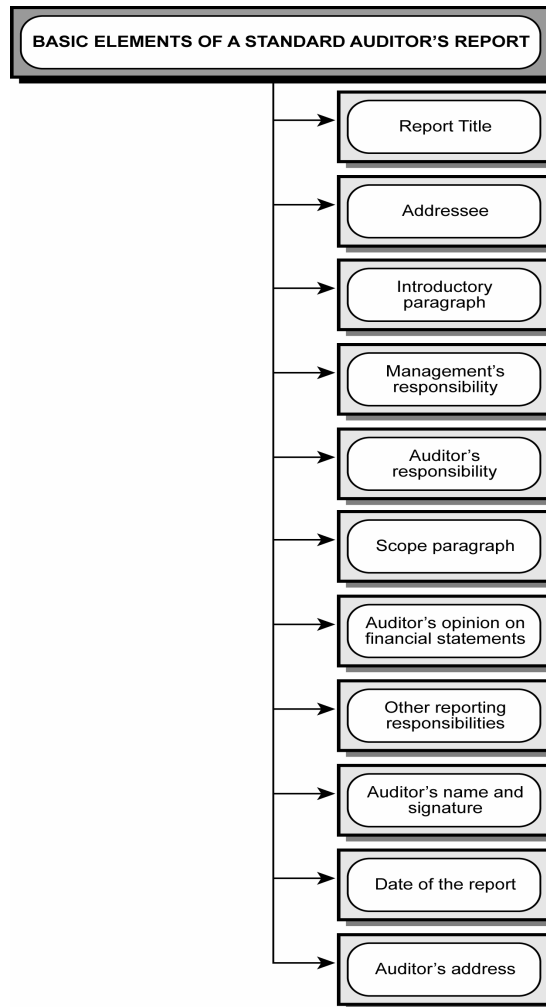 BASIC ELEMENTS OF A STANDARD AUDITOR'S REPORT
Report Title
Addressee
Introductory
paragraph
Management's
responsibility
Auditor's
responsibility
Scope paragraph
Auditor's opinion on
financial statements
Other reporting
responsibilities
Auditor's name and
signature
Date of the report
Auditor's address